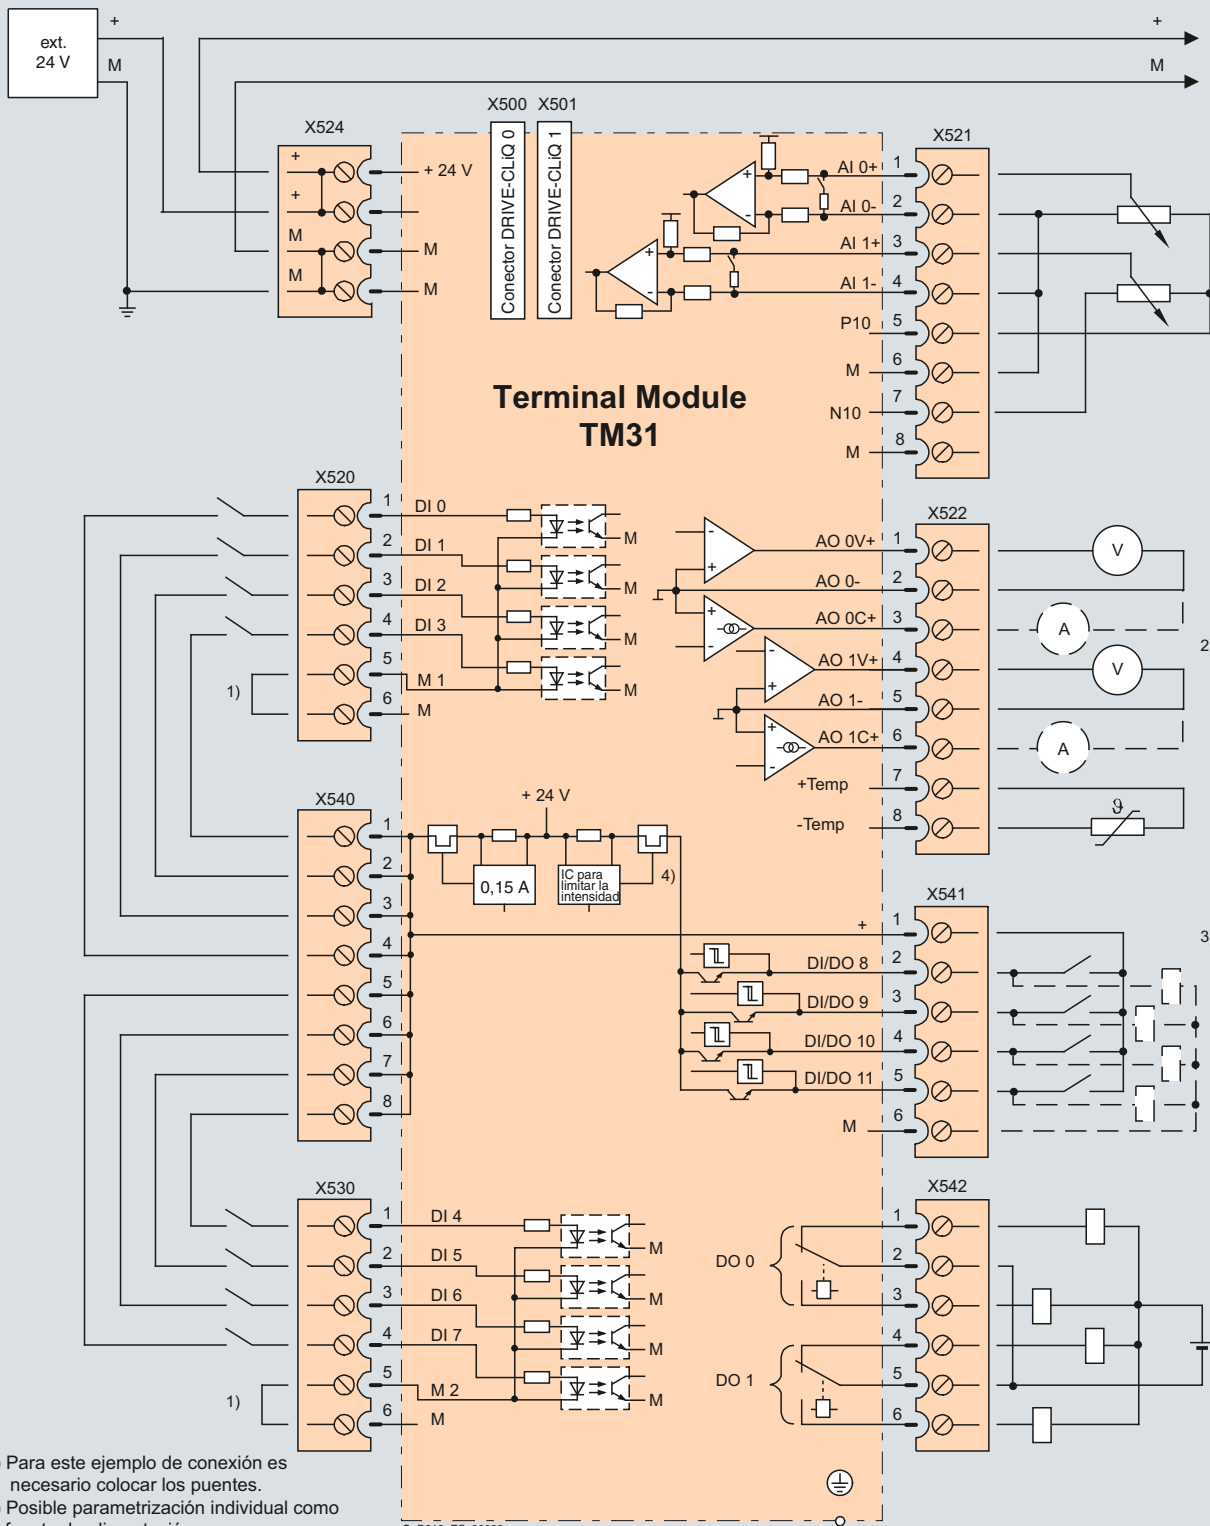 ext.
24 V
+
M
+
M
X500 X501
X524
+
+
M
M
+ 24 V
M
M
Conector DRIVE-CLiQ 0
Conector DRIVE-CLiQ 1
+
-
+
-
AI 0+
AI 0-
AI 1+
AI 1-
P10
M
N10
M
X521
1
2
3
4
5
6
7
8
Terminal Module
TM31
X520
1
2
3
4
5
6
DI 0
DI 1
DI 2
DI 3
M 1
M
M
M
M
M
1)
-
+
+
-
-
+
+
-
AO 0V+
AO 0-
AO 0C+
AO 1V+
AO 1-
AO 1C+
+Temp
-Temp
X522
1
2
3
4
5
6
7
8
V
A
V
A
ϑ
2
X540
1
2
3
4
5
6
7
8
+ 24 V
0,15 A
IC para
limitar la
intensidad
4)
+
DI/DO 8
DI/DO 9
DI/DO 10
DI/DO 11
M
X541
1
2
3
4
5
6
3
X530
1
2
3
4
5
6
DI 4
DI 5
DI 6
DI 7
M 2
M
M
M
M
M
1)
DO 0
DO 1
X542
1
2
3
4
5
6
) Para este ejemplo de conexión es
necesario colocar los puentes.
) Posible parametrización individual como